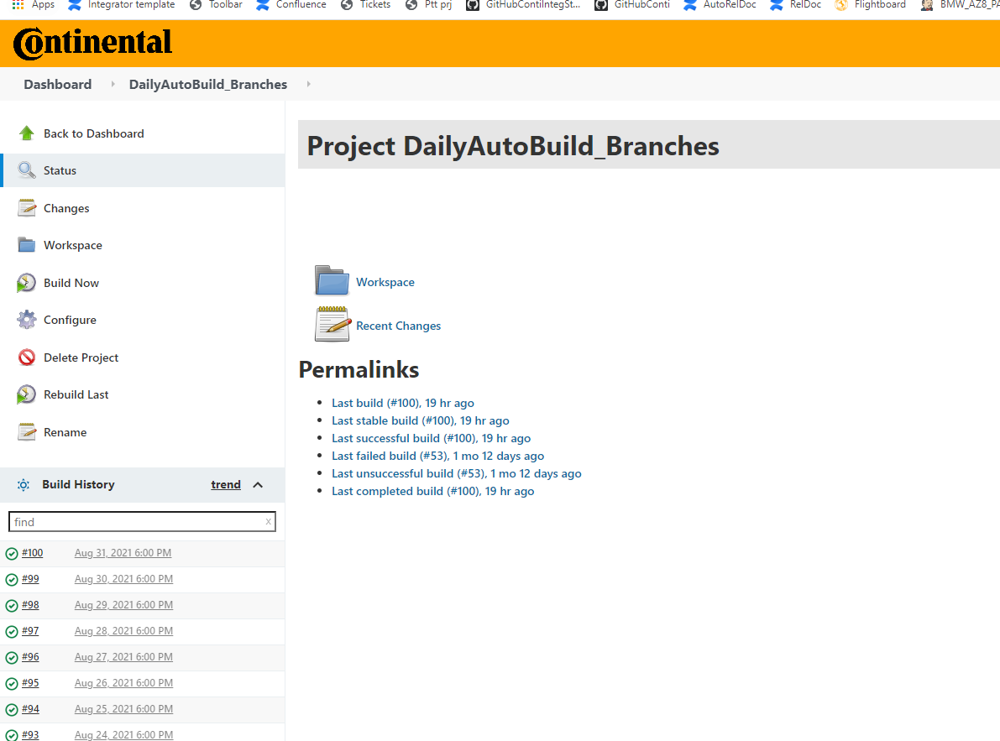 Apps Integrator template Toolbar Confluence Tickets Ptt prj GitHubContiIntegSt... GitHubConti AutoRelDoc RelDoc Flightboard BMW_AZ8_PA
Continental
Dashboard DailyAutoBuild_Branches
Back to Dashboard
Status
Changes
Workspace
Build Now
Configure
Delete Project
Rebuild Last
Rename
Build History trend
find x
#100 Aug 31, 2021 6:00 PM
#99 Aug 30, 2021 6:00 PM
#98 Aug 29, 2021 6:00 PM
#97 Aug 28, 2021 6:00 PM
#96 Aug 27, 2021 6:00 PM
#95 Aug 26, 2021 6:00 PM
#94 Aug 25, 2021 6:00 PM
#93 Aug 24, 2021 6:00 PM
Project DailyAutoBuild_Branches
Workspace
Recent Changes
Permalinks
Last build (#100), 19 hr ago
Last stable build (#100), 19 hr ago
Last successful build (#100), 19 hr ago
Last failed build (#53), 1 mo 12 days ago
Last unsuccessful build (#53), 1 mo 12 days ago
Last completed build (#100), 19 hr ago